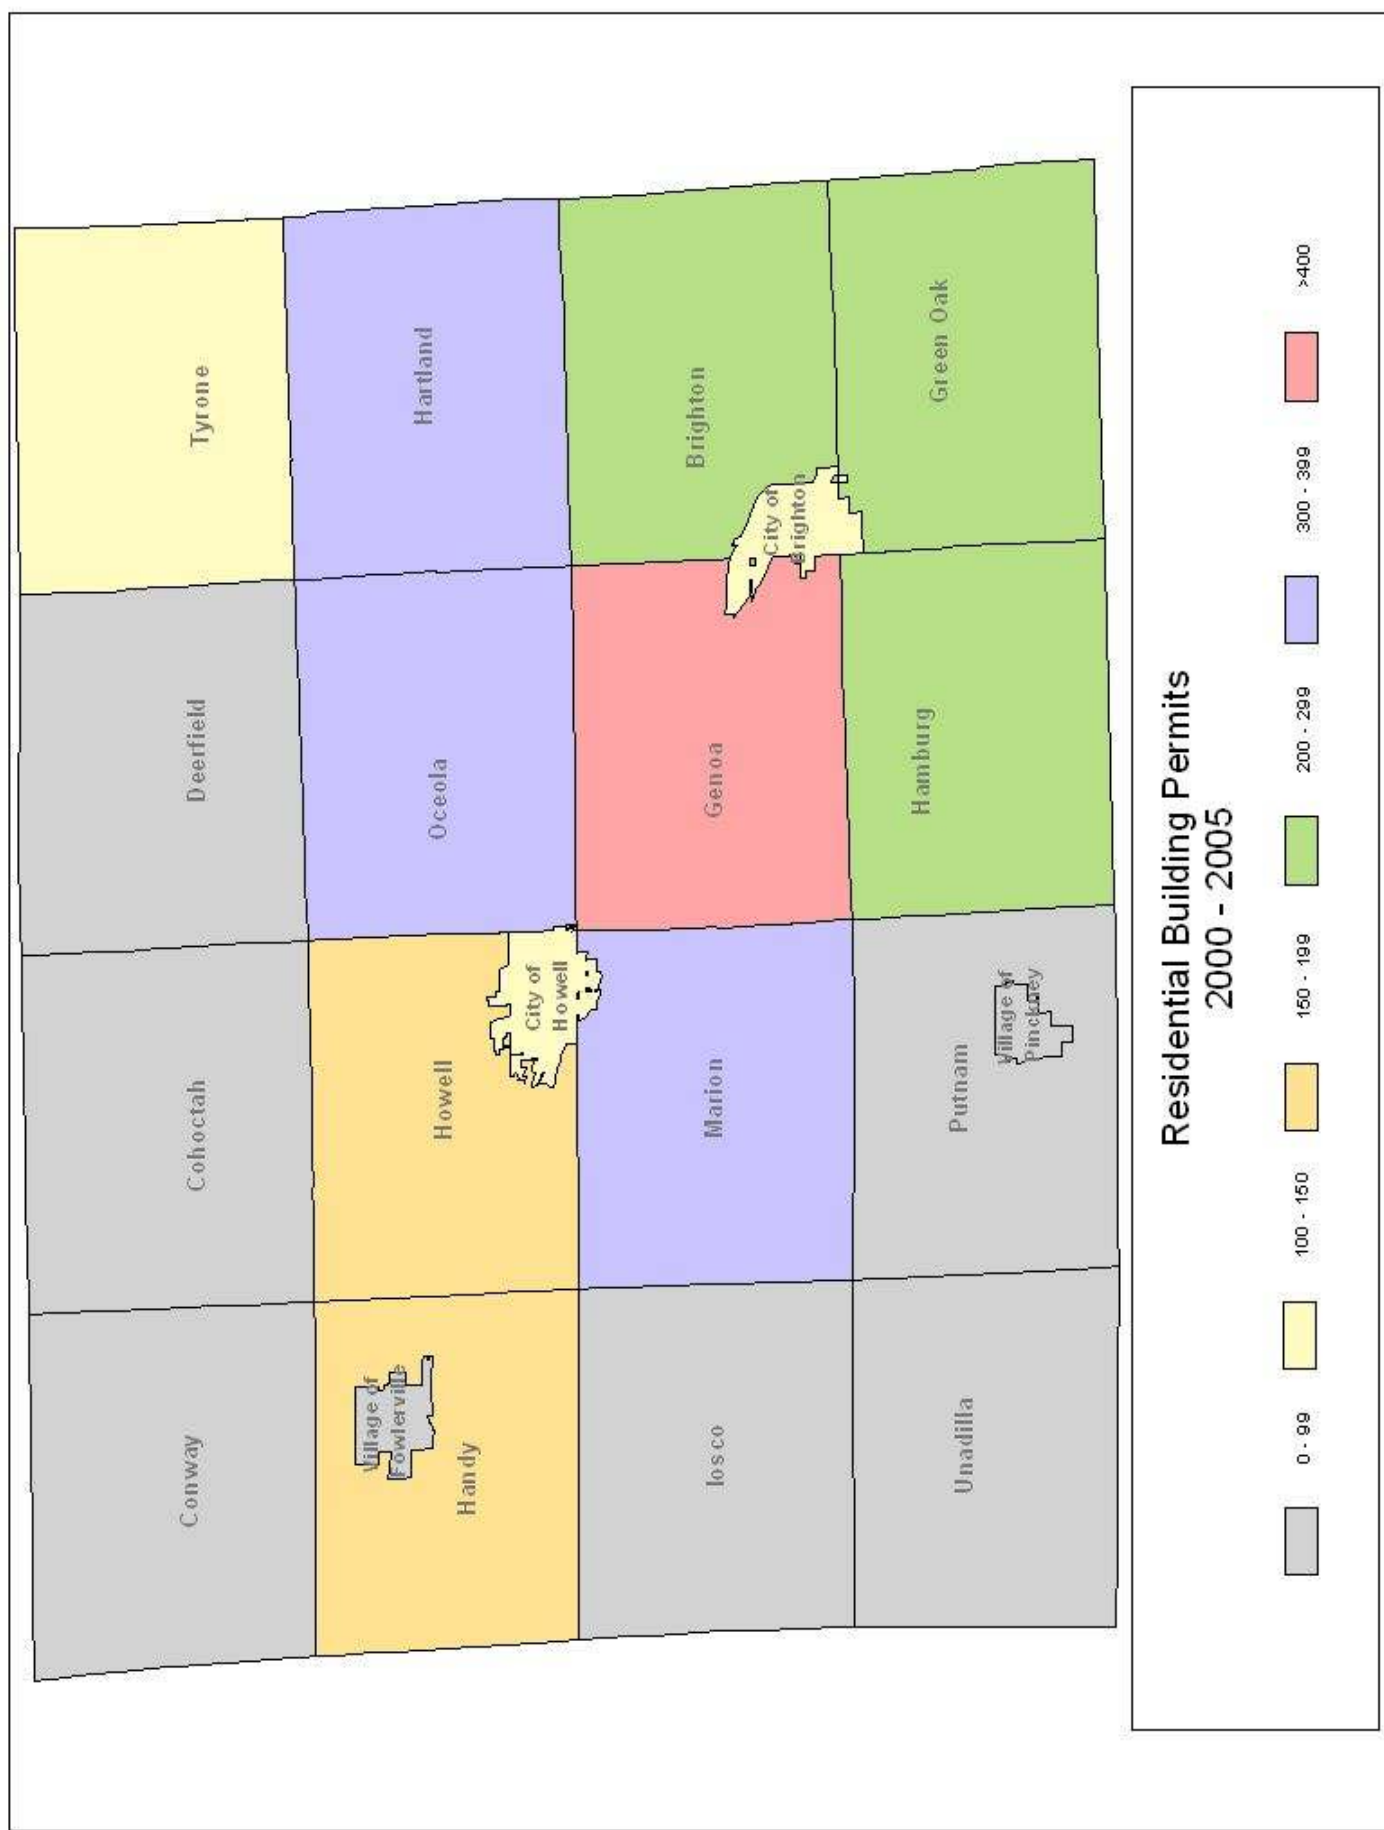 Conway
Cohoctah
Deerfield
Tyrone
Village of
Fowlerville
Handy
Howell
City of
Howell
Oceola
Hartland
Iosco
Marion
Genoa
Brighton
City of
Brighton
Unadilla
Putnam
Village of
Pinckney
Hamburg
Green Oak
Residential Building Permits
2000 - 2005
0 - 99
100 - 150
150 - 199
200 - 299
300 - 399
>400